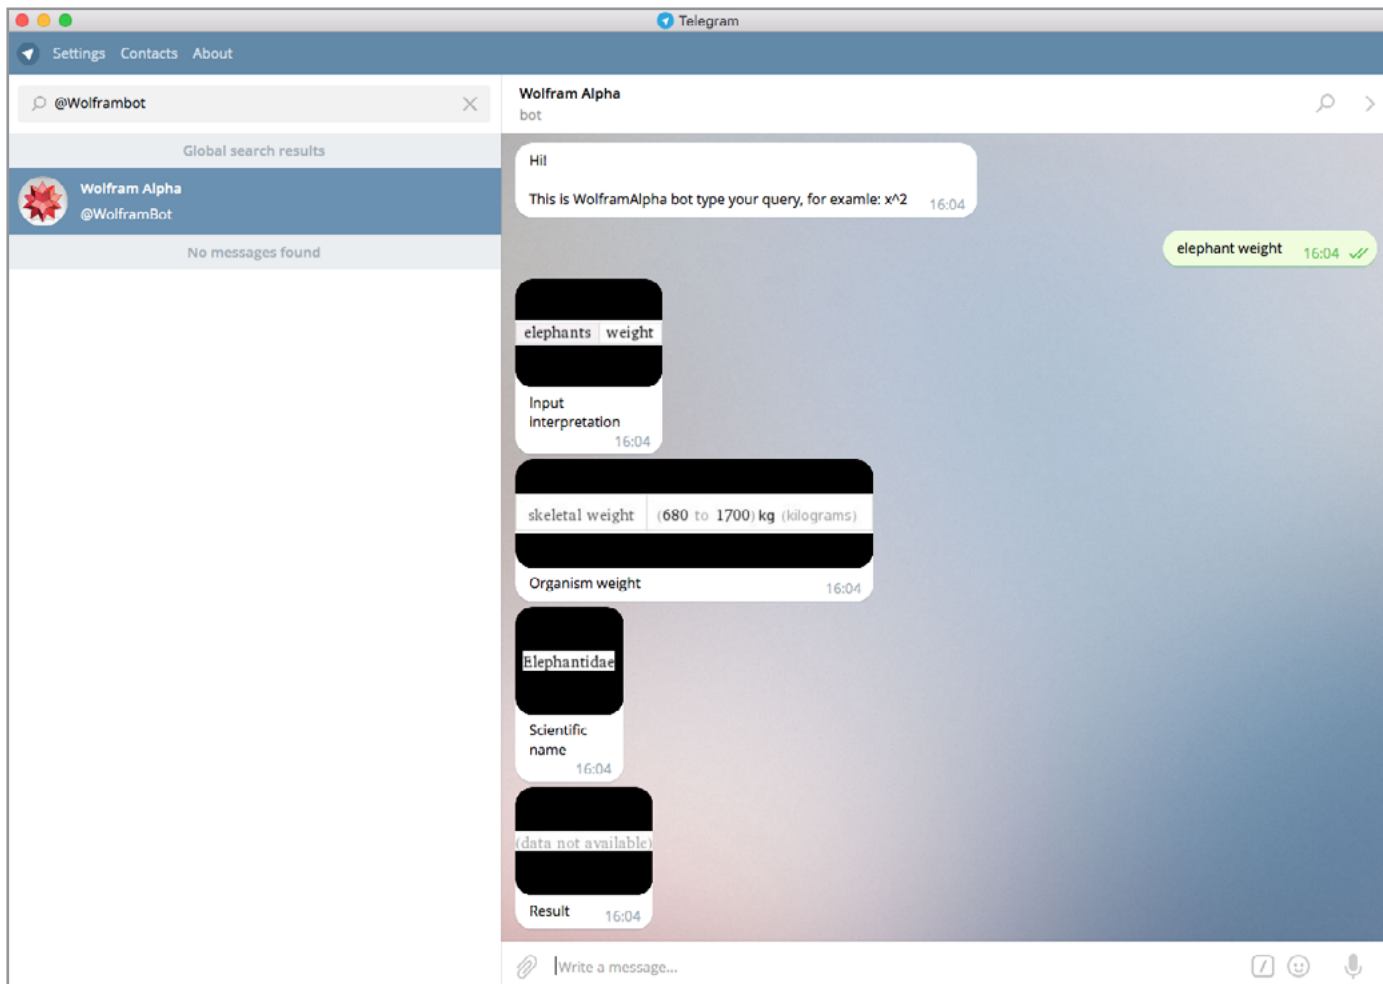 Telegram
Settings Contacts About
@Wolframbot
Global search results
Wolfram Alpha
@WolframBot
No messages found
Wolfram Alpha
bot
Hi!
This is WolframAlpha bot type your query, for examle: x^2 16:04
elephant weight 16:04
elephants weight
Input
interpretation
16:04
skeletal weight (680 to 1700) kg (kilograms)
Organism weight 16:04
Elephantidae
Scientific
name
16:04
(data not available)
Result 16:04
Write a message...